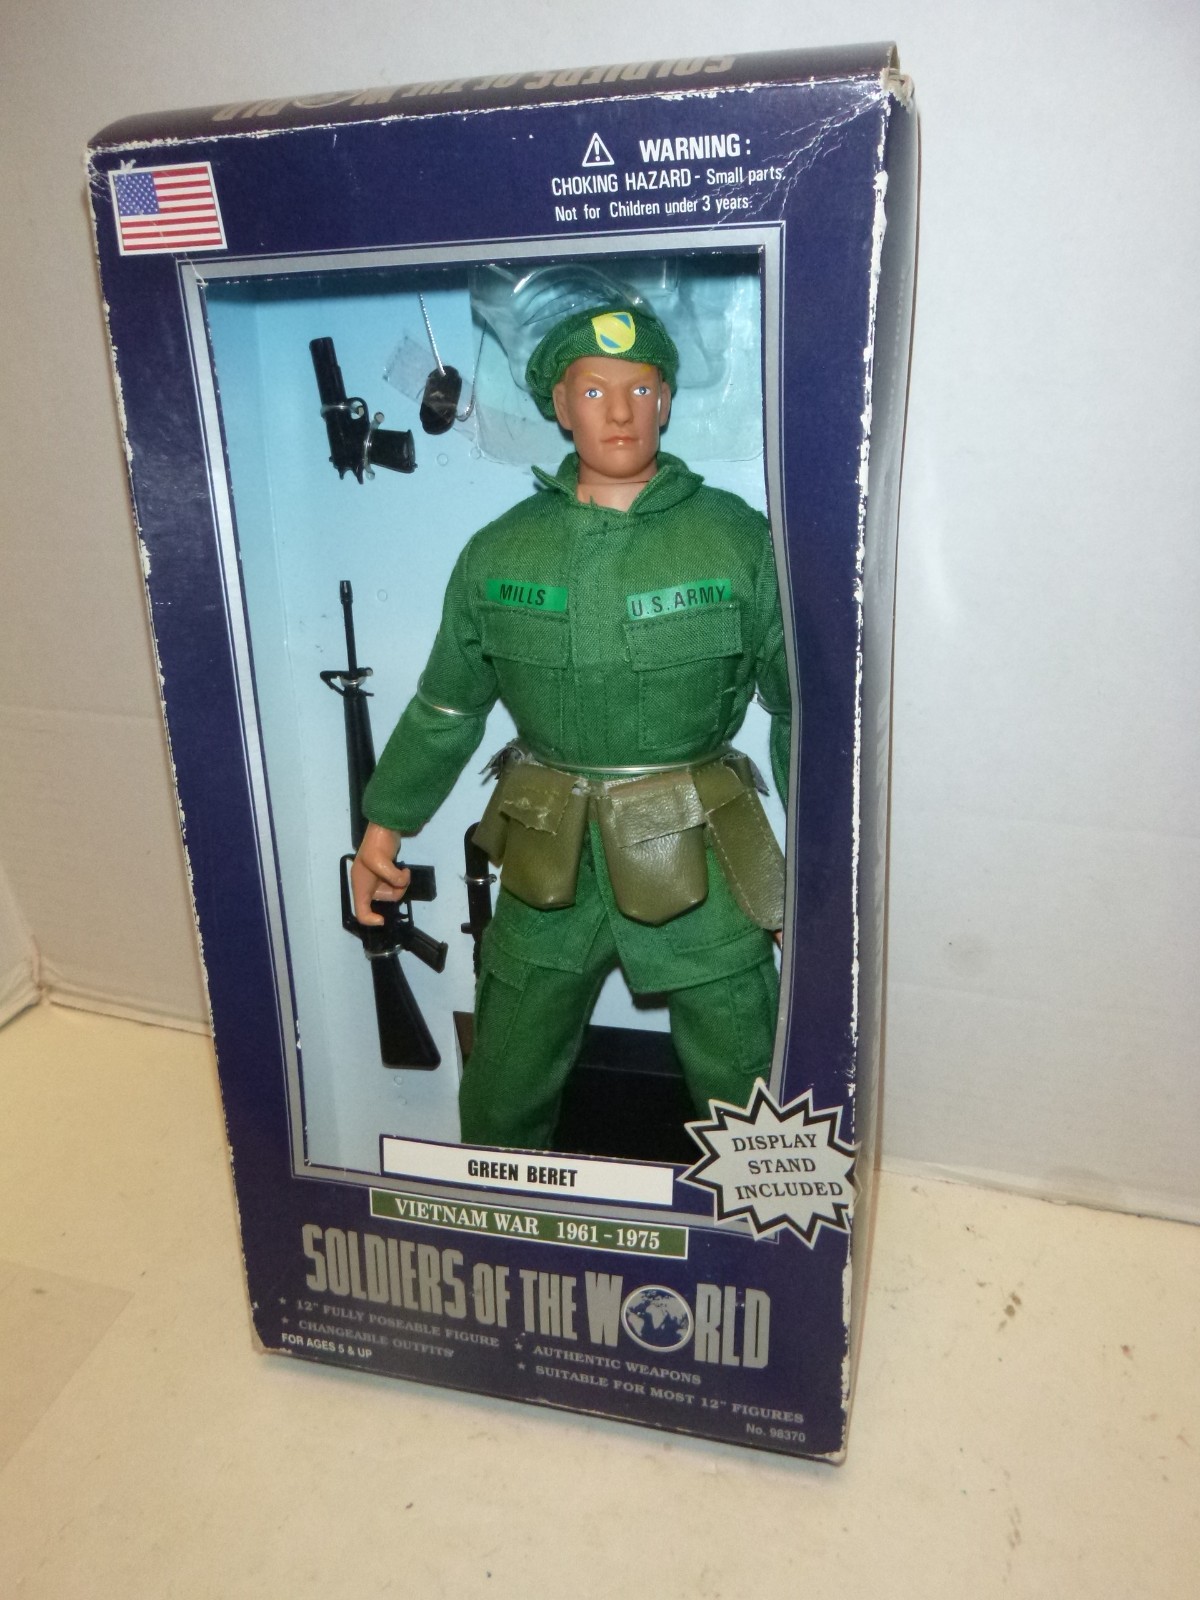 SOLDIERS OF THE WORLD
WARNING:
CHOKING HAZARD - Small parts.
Not for Children under 3 years.
MILLS
U.S. ARMY
DISPLAY
STAND
INCLUDED
GREEN BERET
VIETNAM WAR 1961-1975
SOLDIERS OF THE WORLD
★ 12" FULLY POSEABLE FIGURE
★ CHANGEABLE OUTFITS
★ AUTHENTIC WEAPONS
★ SUITABLE FOR MOST 12" FIGURES
FOR AGES 5 & UP
No. 98370